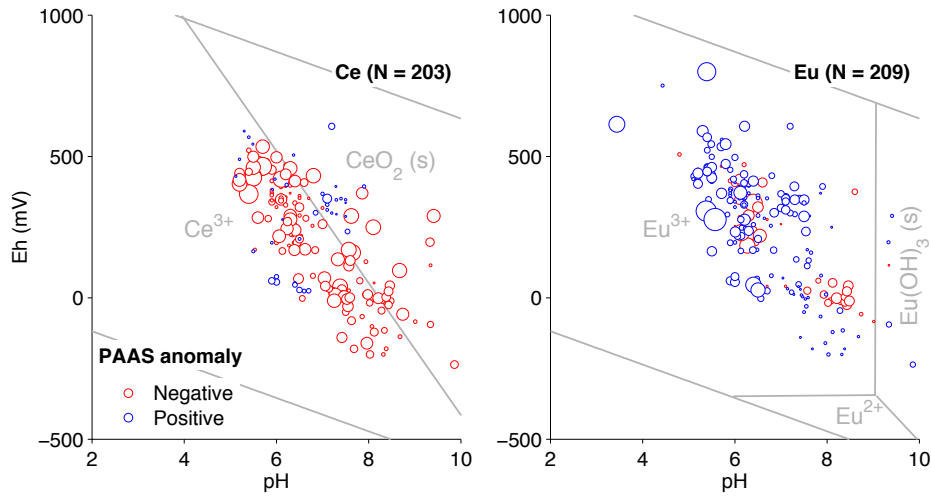 1000
500
0
−500
Eh (mV)
2
4
6
8
10
pH
Ce (N = 203)
CeO2 (s)
Ce3+
PAAS anomaly
Negative
Positive
1000
500
0
−500
2
4
6
8
10
pH
Eu (N = 209)
Eu3+
Eu(OH)3 (s)
Eu2+